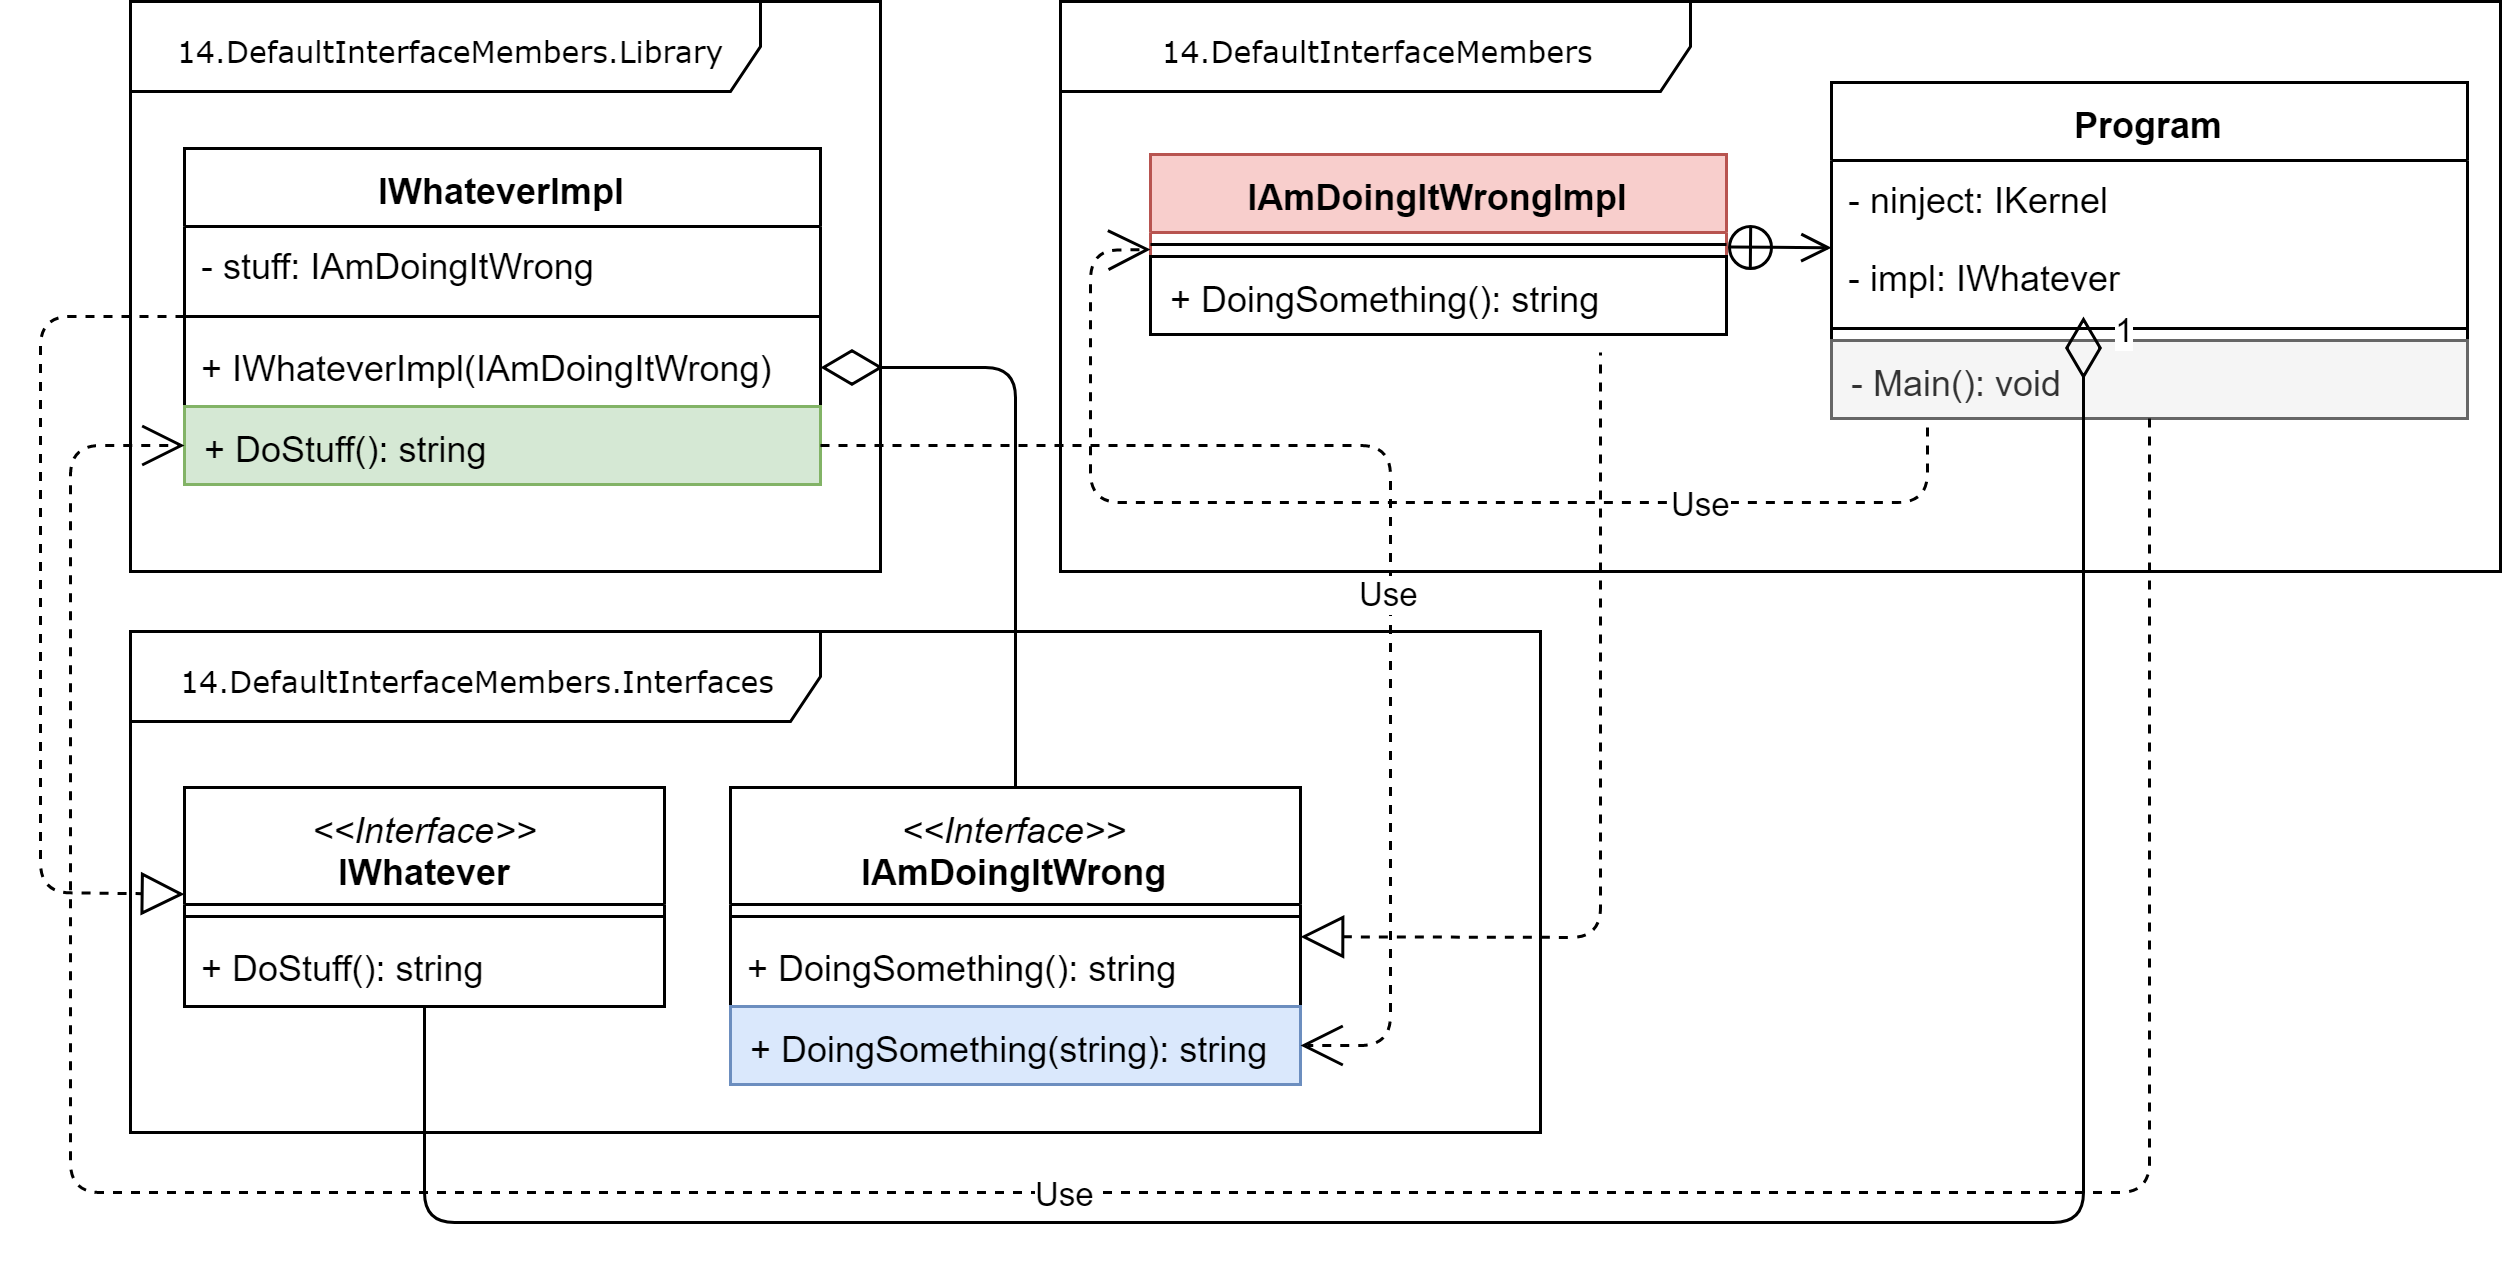 14.DefaultInterfaceMembers.Library
IWhateverImpl
- stuff: IAmDoingItWrong
+ IWhateverImpl(IAmDoingItWrong)
+ DoStuff(): string
14.DefaultInterfaceMembers
IAmDoingItWrongImpl
+ DoingSomething(): string
Program
- ninject: IKernel
- impl: IWhatever
1
- Main(): void
Use
Use
14.DefaultInterfaceMembers.Interfaces
<<Interface>>
IWhatever
+ DoStuff(): string
<<Interface>>
IAmDoingItWrong
+ DoingSomething(): string
+ DoingSomething(string): string
Use